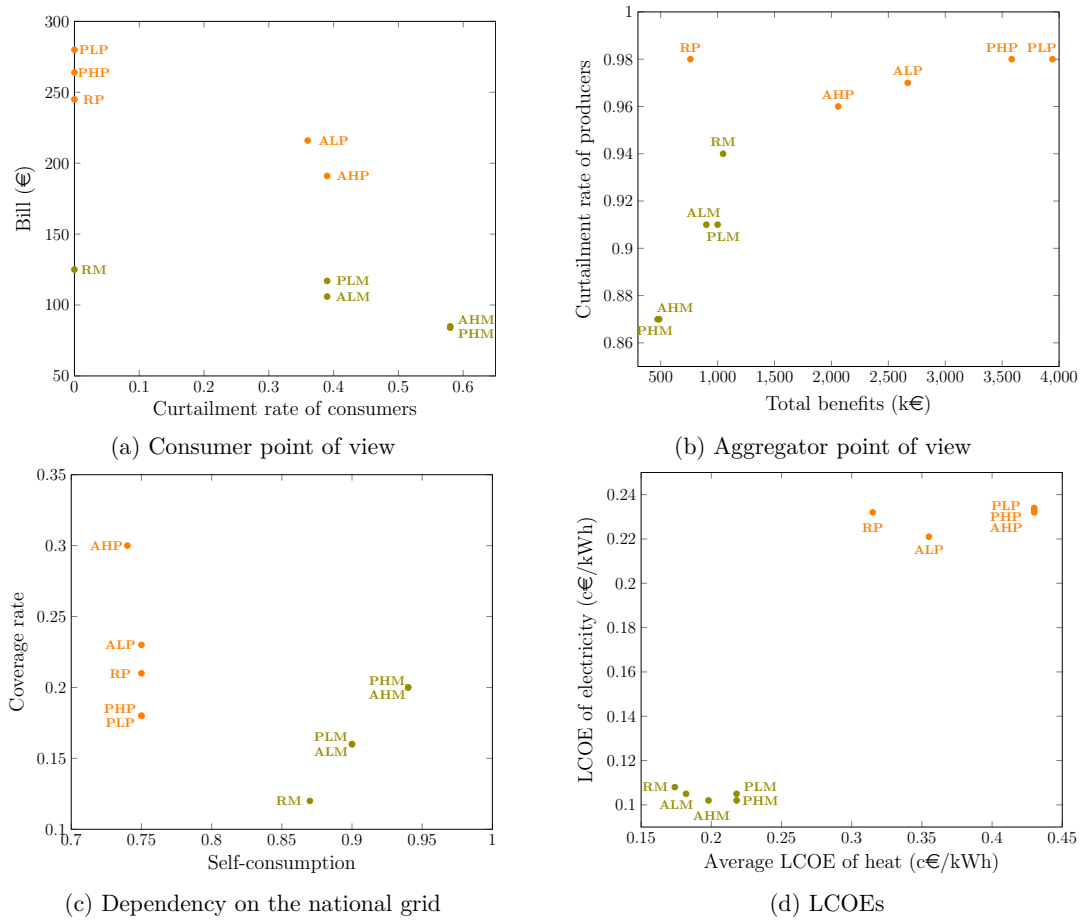 300
250
200
150
100
50
Bill (€)
PLP
PHP
RP
ALP
AHP
RM
PLM
ALM
AHM
PHM
0
0.1
0.2
0.3
0.4
0.5
0.6
Curtailment rate of consumers
(a) Consumer point of view
1
0.98
0.96
0.94
0.92
0.9
0.88
0.86
Curtailment rate of producers
RP
PHP
PLP
ALP
AHP
RM
ALM
PLM
AHM
PHM
500
1,000
1,500
2,000
2,500
3,000
3,500
4,000
Total benefits (k€)
(b) Aggregator point of view
0.35
0.3
0.25
0.2
0.15
0.1
Coverage rate
AHP
ALP
RP
PHP
PLP
PHM
AHM
PLM
ALM
RM
0.7
0.75
0.8
0.85
0.9
0.95
1
Self-consumption
(c) Dependency on the national grid
0.24
0.22
0.2
0.18
0.16
0.14
0.12
0.1
LCOE of electricity (c€/kWh)
PLP
PHP
AHP
RP
ALP
RM
ALM
AHM
PLM
PHM
0.15
0.2
0.25
0.3
0.35
0.4
0.45
Average LCOE of heat (c€/kWh)
(d) LCOEs